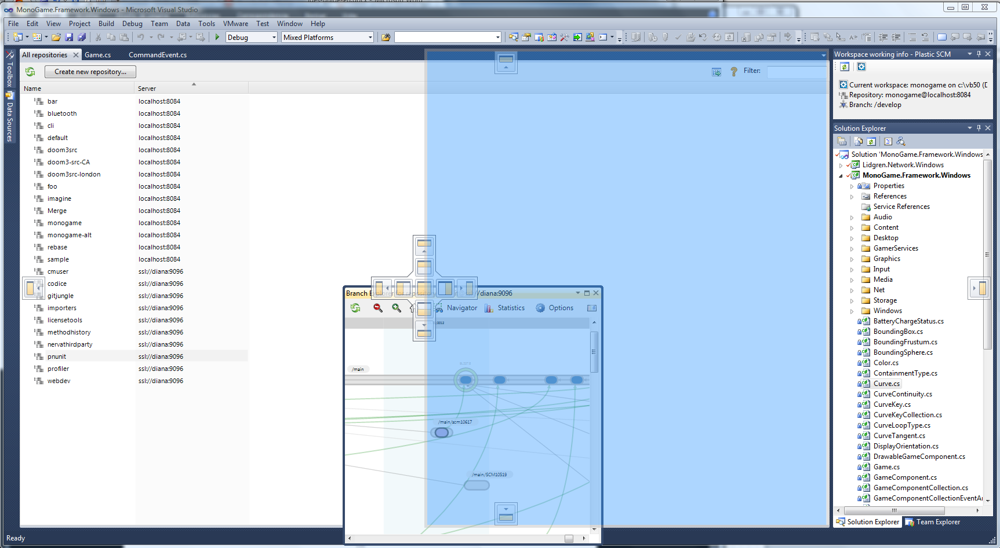 MonoGame.Framework.Windows - Microsoft Visual Studio
File Edit View Project Build Debug Team Data Tools VMware Test Window Help
Debug Mixed Platforms
Toolbox
Data Sources
All repositories Game.cs CommandEvent.cs
Create new repository...
Filter:
Name Server
bar localhost:8084
bluetooth localhost:8084
cli localhost:8084
default localhost:8084
doom3src localhost:8084
doom3-src-CA localhost:8084
doom3src-london localhost:8084
foo localhost:8084
imagine localhost:8084
Merge localhost:8084
monogame localhost:8084
monogame-alt localhost:8084
rebase localhost:8084
sample localhost:8084
cmuser ssl://diana:9096
codice ssl://diana:9096
gitjungle ssl://diana:9096
importers ssl://diana:9096
licensetools ssl://diana:9096
methodhistory ssl://diana:9096
nervathirdparty ssl://diana:9096
pnunit ssl://diana:9096
profiler ssl://diana:9096
webdev ssl://diana:9096
Branch //diana:9096
Navigator Statistics Options
/main
/main/scm10617
/main/SCM10519
Workspace working info - Plastic SCM
Current workspace: monogame on c:\vb50 (D
Repository: monogame@localhost:8084
Branch: /develop
Solution Explorer
Solution 'MonoGame.Framework.Windows
Lidgren.Network.Windows
MonoGame.Framework.Windows
Properties
References
Service References
Audio
Content
Desktop
GamerServices
Graphics
Input
Media
Net
Storage
Windows
BatteryChargeStatus.cs
BoundingBox.cs
BoundingFrustum.cs
BoundingSphere.cs
Color.cs
ContainmentType.cs
Curve.cs
CurveContinuity.cs
CurveKey.cs
CurveKeyCollection.cs
CurveLoopType.cs
CurveTangent.cs
DisplayOrientation.cs
DrawableGameComponent.cs
Game.cs
GameComponent.cs
GameComponentCollection.cs
GameComponentCollectionEventAr
Solution Explorer Team Explorer
Ready